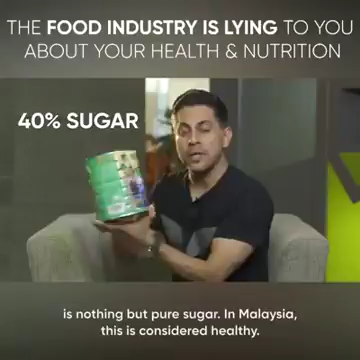 THE FOOD INDUSTRY IS LYING TO YOU
ABOUT YOUR HEALTH & NUTRITION
40% SUGAR
is nothing but pure sugar. In Malaysia,
this is considered healthy.